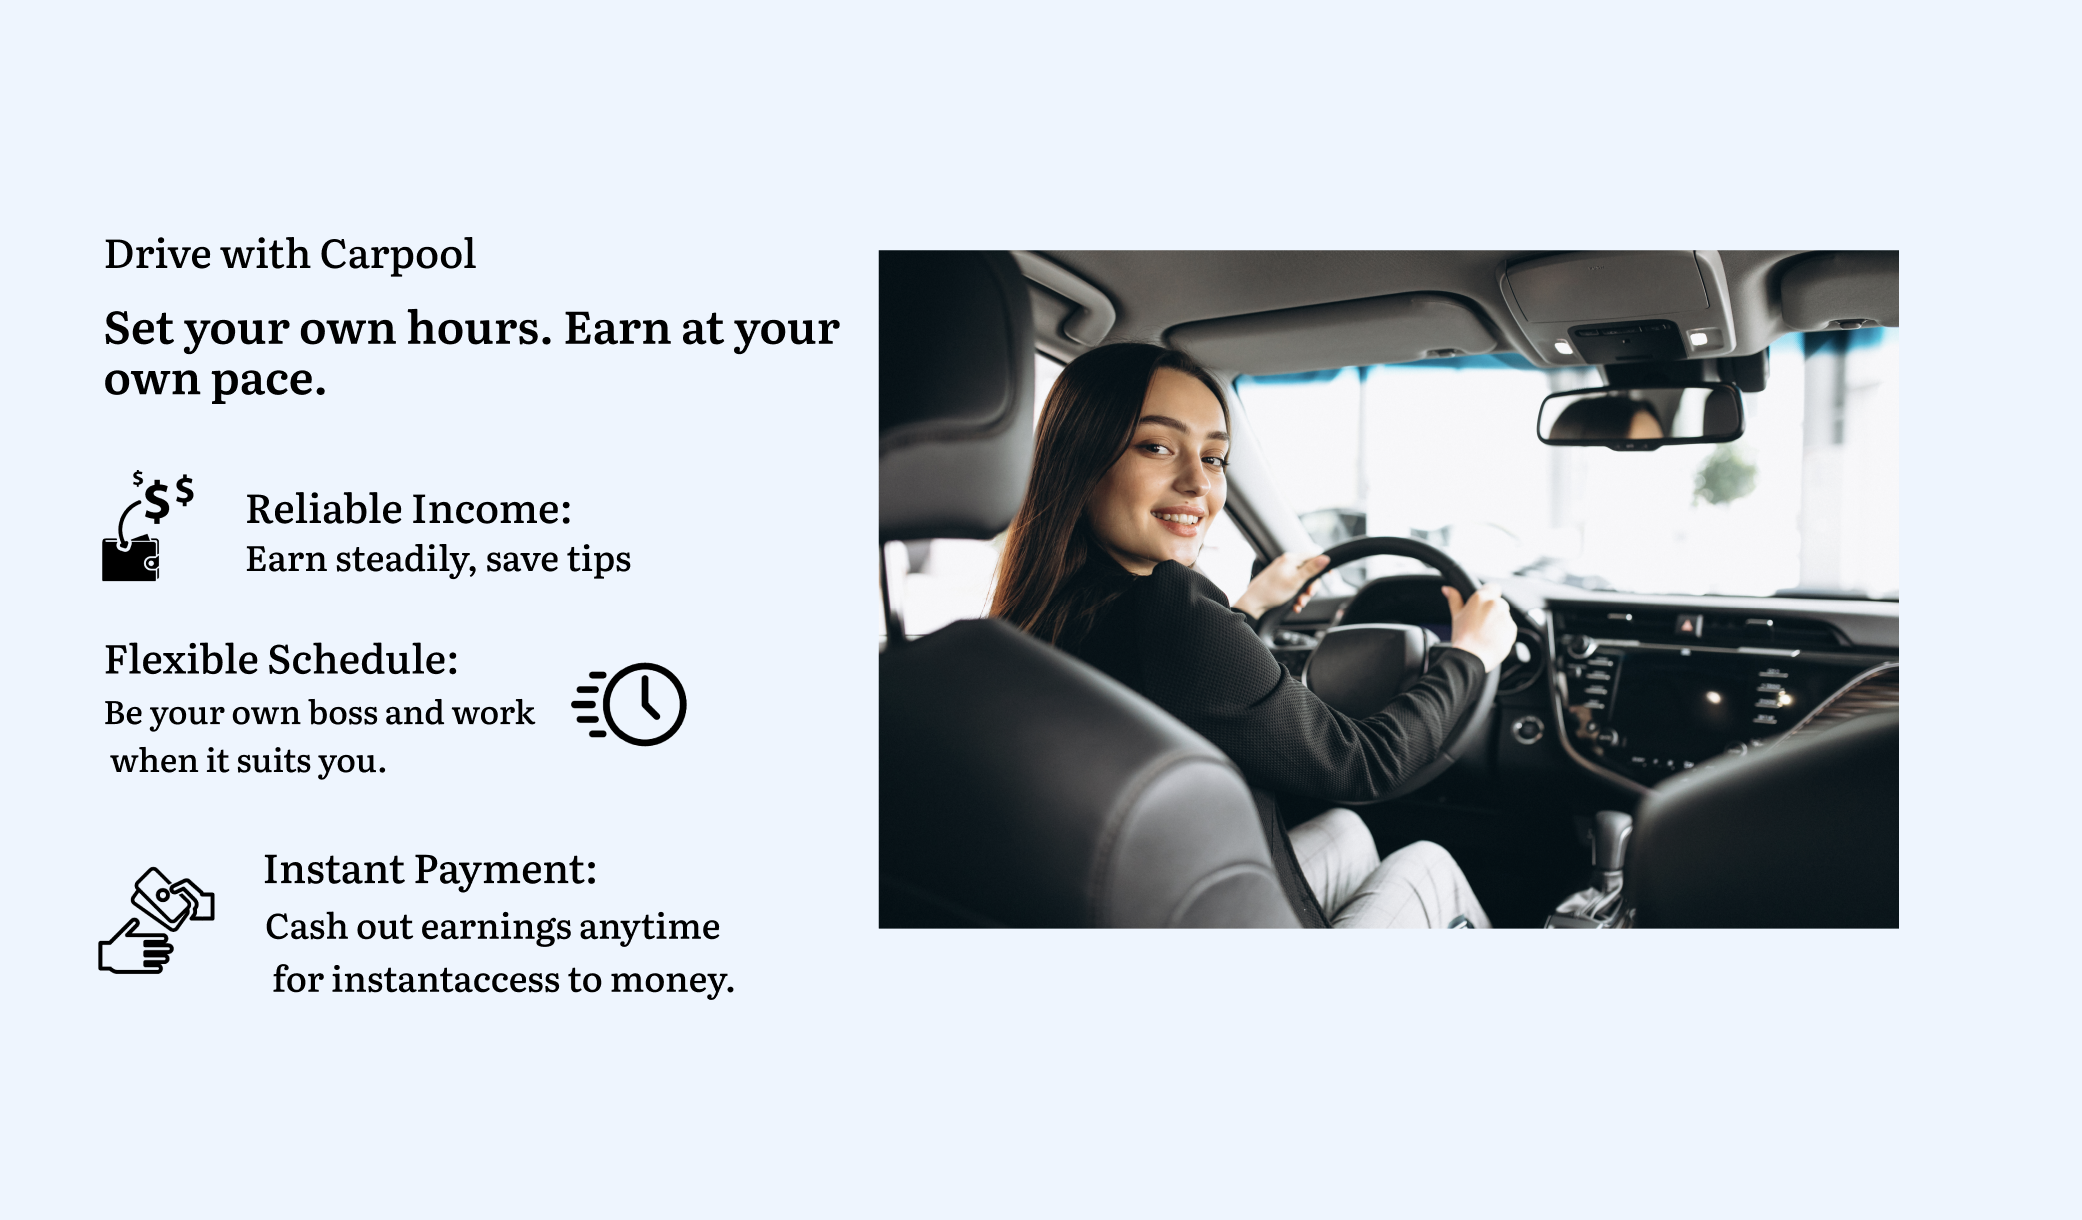 Drive with Carpool
Set your own hours. Earn at your
own pace.
$ $ $
Reliable Income:
Earn steadily, save tips
Flexible Schedule:
Be your own boss and work
when it suits you.
Instant Payment:
Cash out earnings anytime
for instantaccess to money.